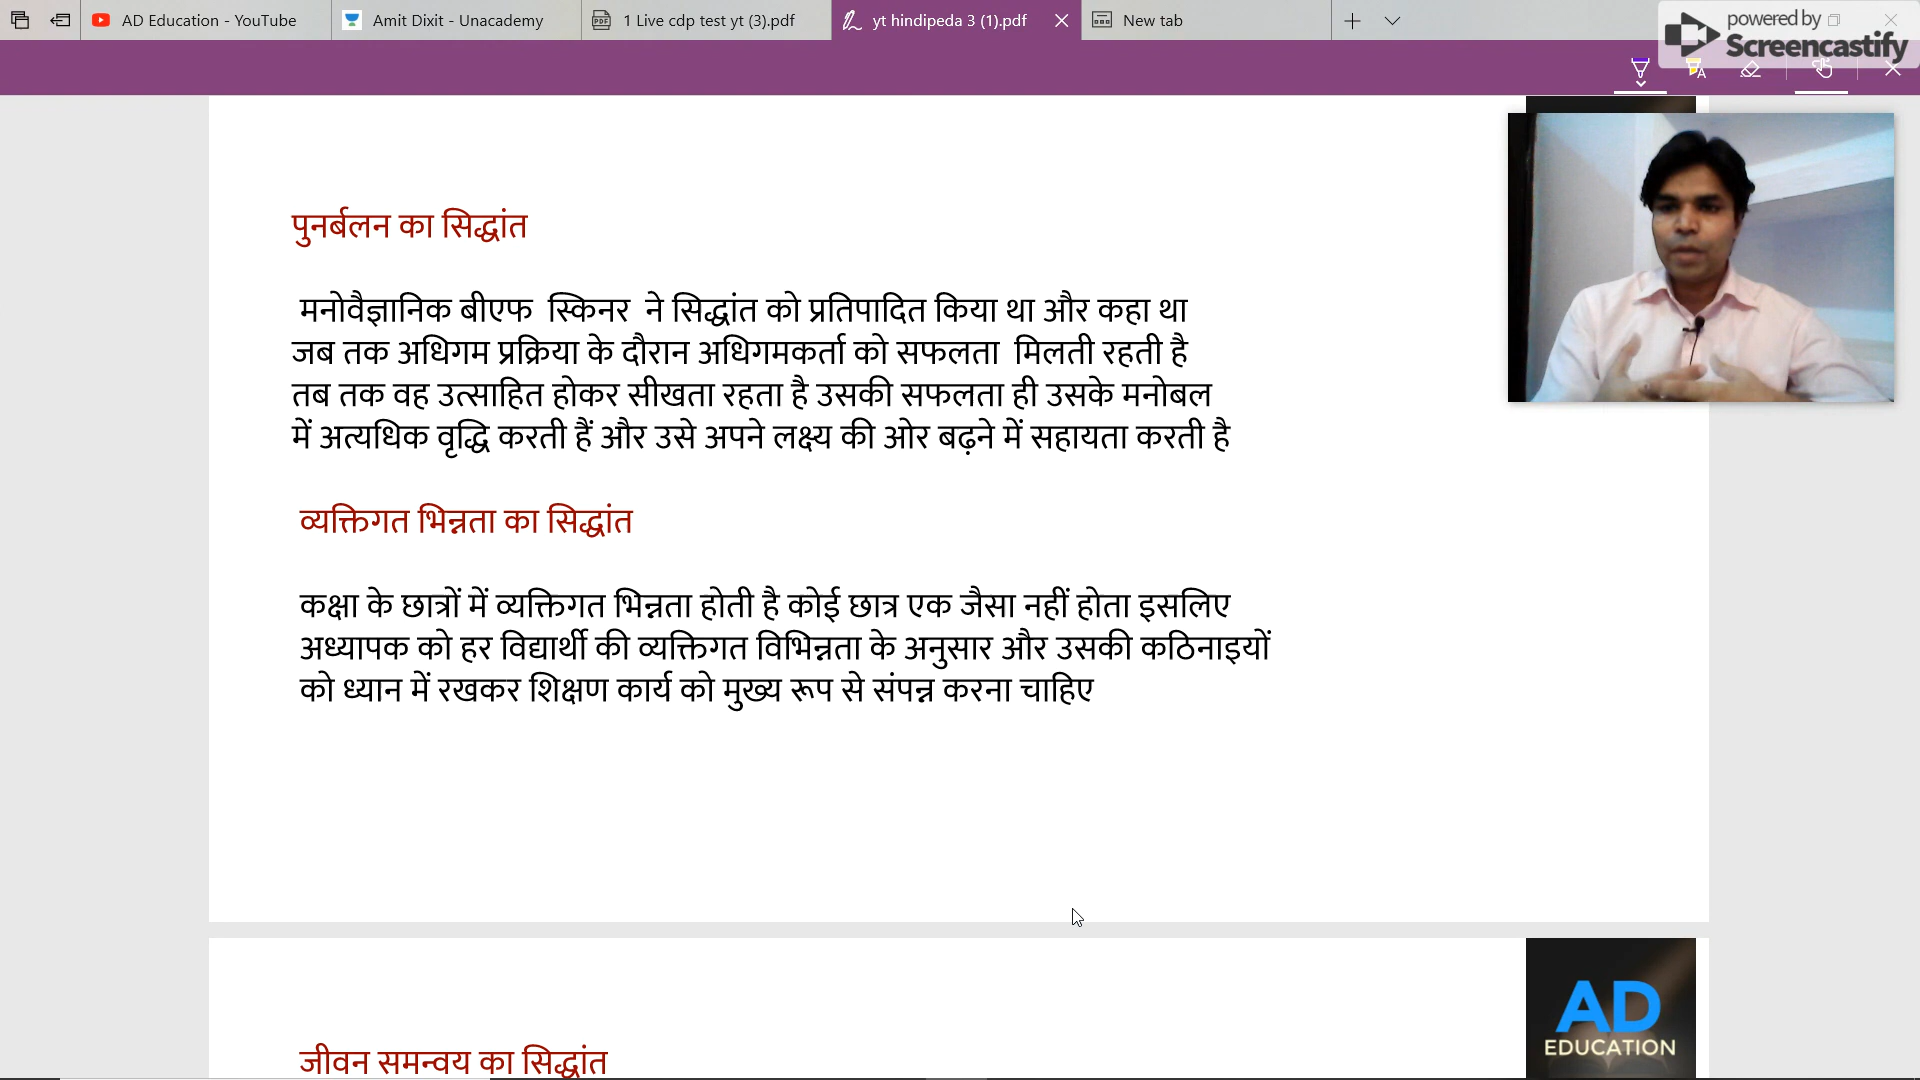 AD Education - YouTube
Amit Dixit - Unacademy
1 Live cdp test yt (3).pdf
yt hindipeda 3 (1).pdf
New tab
powered by
Screencastify
पुनर्बलन का सिद्धांत
मनोवैज्ञानिक बीएफ स्किनर ने सिद्धांत को प्रतिपादित किया था और कहा था
जब तक अधिगम प्रक्रिया के दौरान अधिगमकर्ता को सफलता मिलती रहती है
तब तक वह उत्साहित होकर सीखता रहता है उसकी सफलता ही उसके मनोबल
में अत्यधिक वृद्धि करती हैं और उसे अपने लक्ष्य की ओर बढ़ने में सहायता करती है
व्यक्तिगत भिन्नता का सिद्धांत
कक्षा के छात्रों में व्यक्तिगत भिन्नता होती है कोई छात्र एक जैसा नहीं होता इसलिए
अध्यापक को हर विद्यार्थी की व्यक्तिगत विभिन्नता के अनुसार और उसकी कठिनाइयों
को ध्यान में रखकर शिक्षण कार्य को मुख्य रूप से संपन्न करना चाहिए
AD
EDUCATION
जीवन समन्वय का सिद्धांत